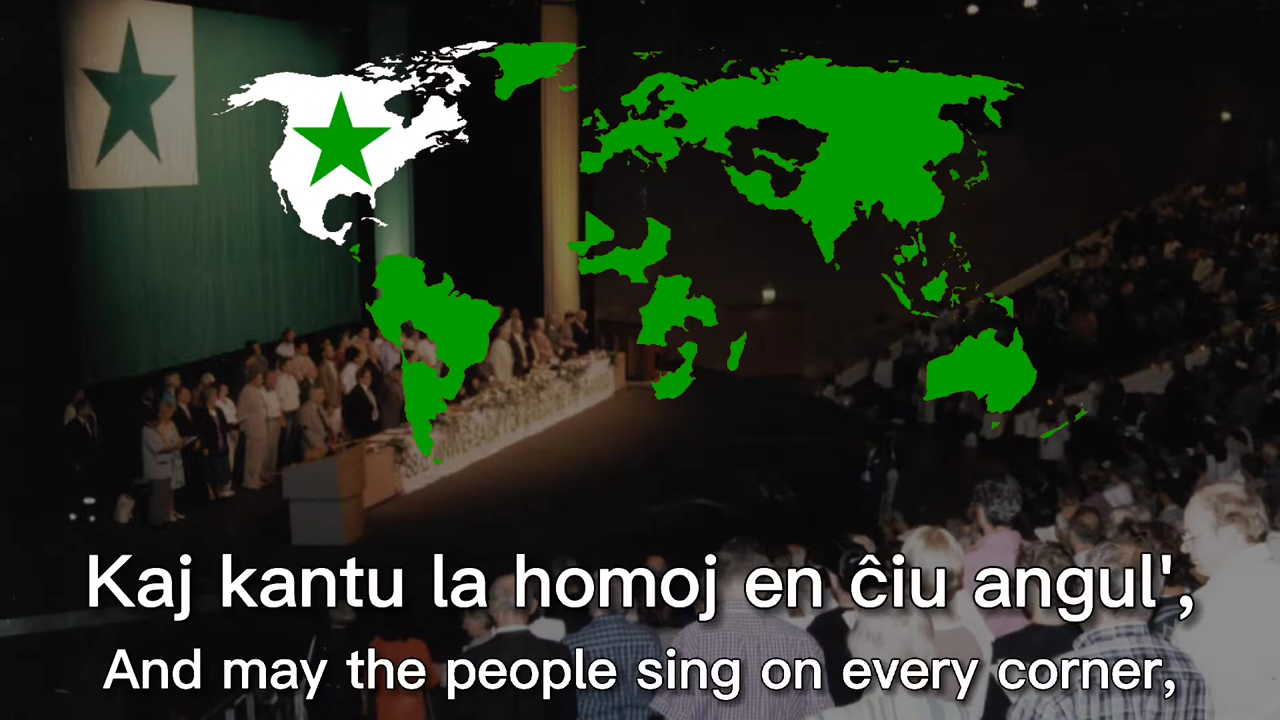 Kaj kantu la homoj en ĉiu angul',
And may the people sing on every corner,